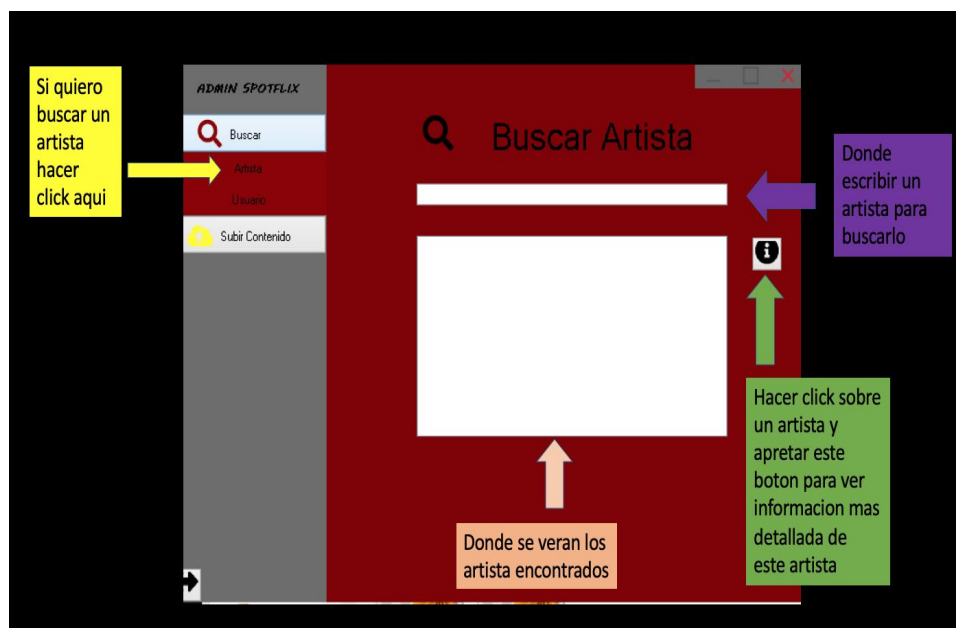 Si quiero
buscar un
artista
hacer
click aqui
ADMIN SPOTFLIX
Buscar
Artista
Usuario
Subir Contenido
Buscar Artista
Donde
escribir un
artista para
buscarlo
Hacer click sobre
un artista y
apretar este
boton para ver
informacion mas
detallada de
este artista
Donde se veran los
artista encontrados